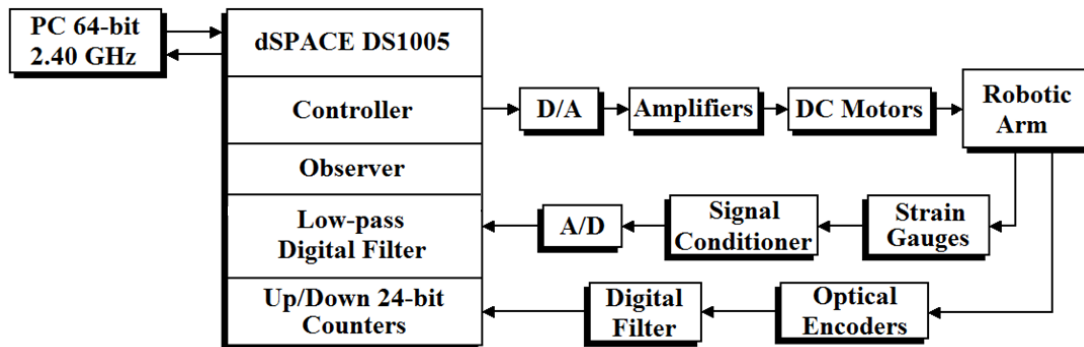 PC 64-bit
2.40 GHz
dSPACE DS1005
Controller
D/A
Amplifiers
DC Motors
Robotic
Arm
Observer
Low-pass
Digital Filter
A/D
Signal
Conditioner
Strain
Gauges
Up/Down 24-bit
Counters
Digital
Filter
Optical
Encoders